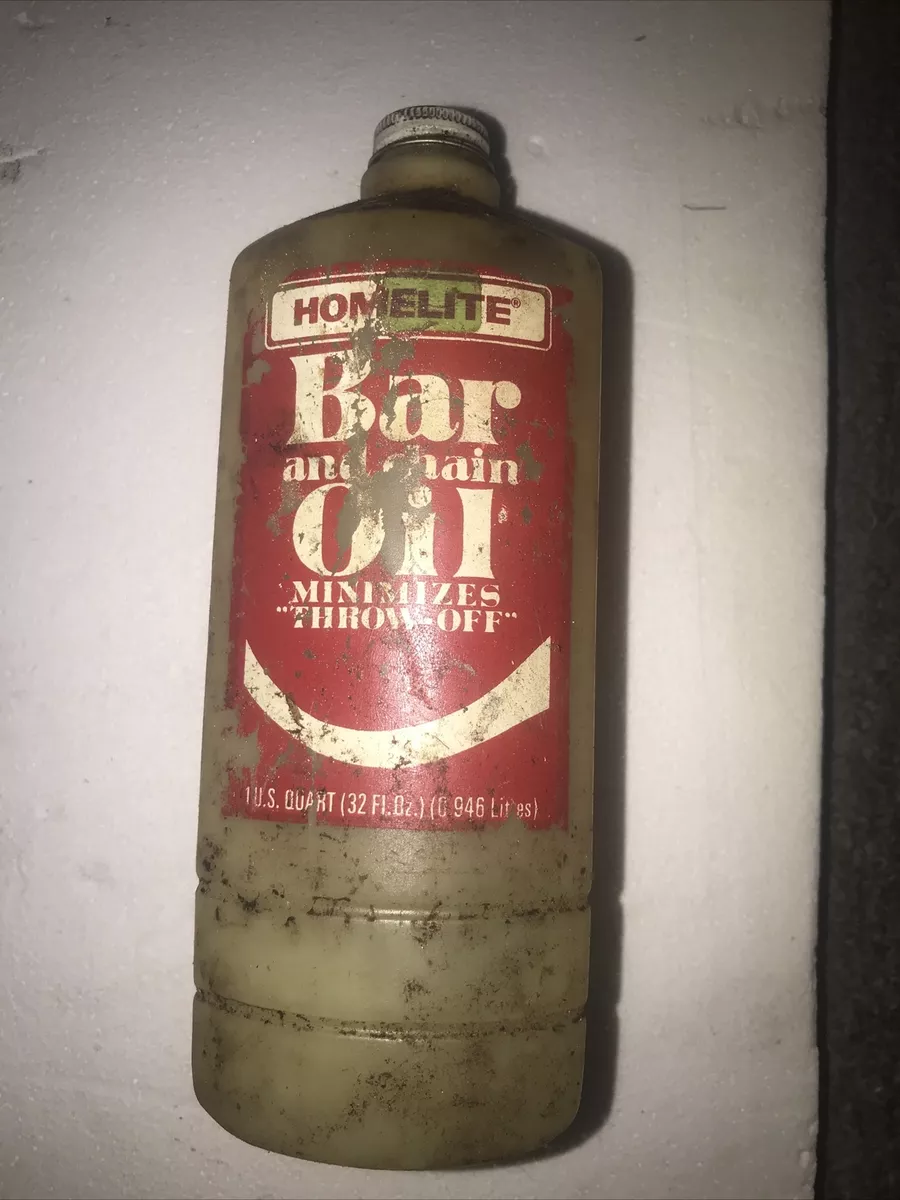 HOMELITE®
Bar
and chain
Oil
MINIMIZES
"THROW-OFF"
1 U.S. QUART (32 Fl.Oz.) (0.946 Litres)